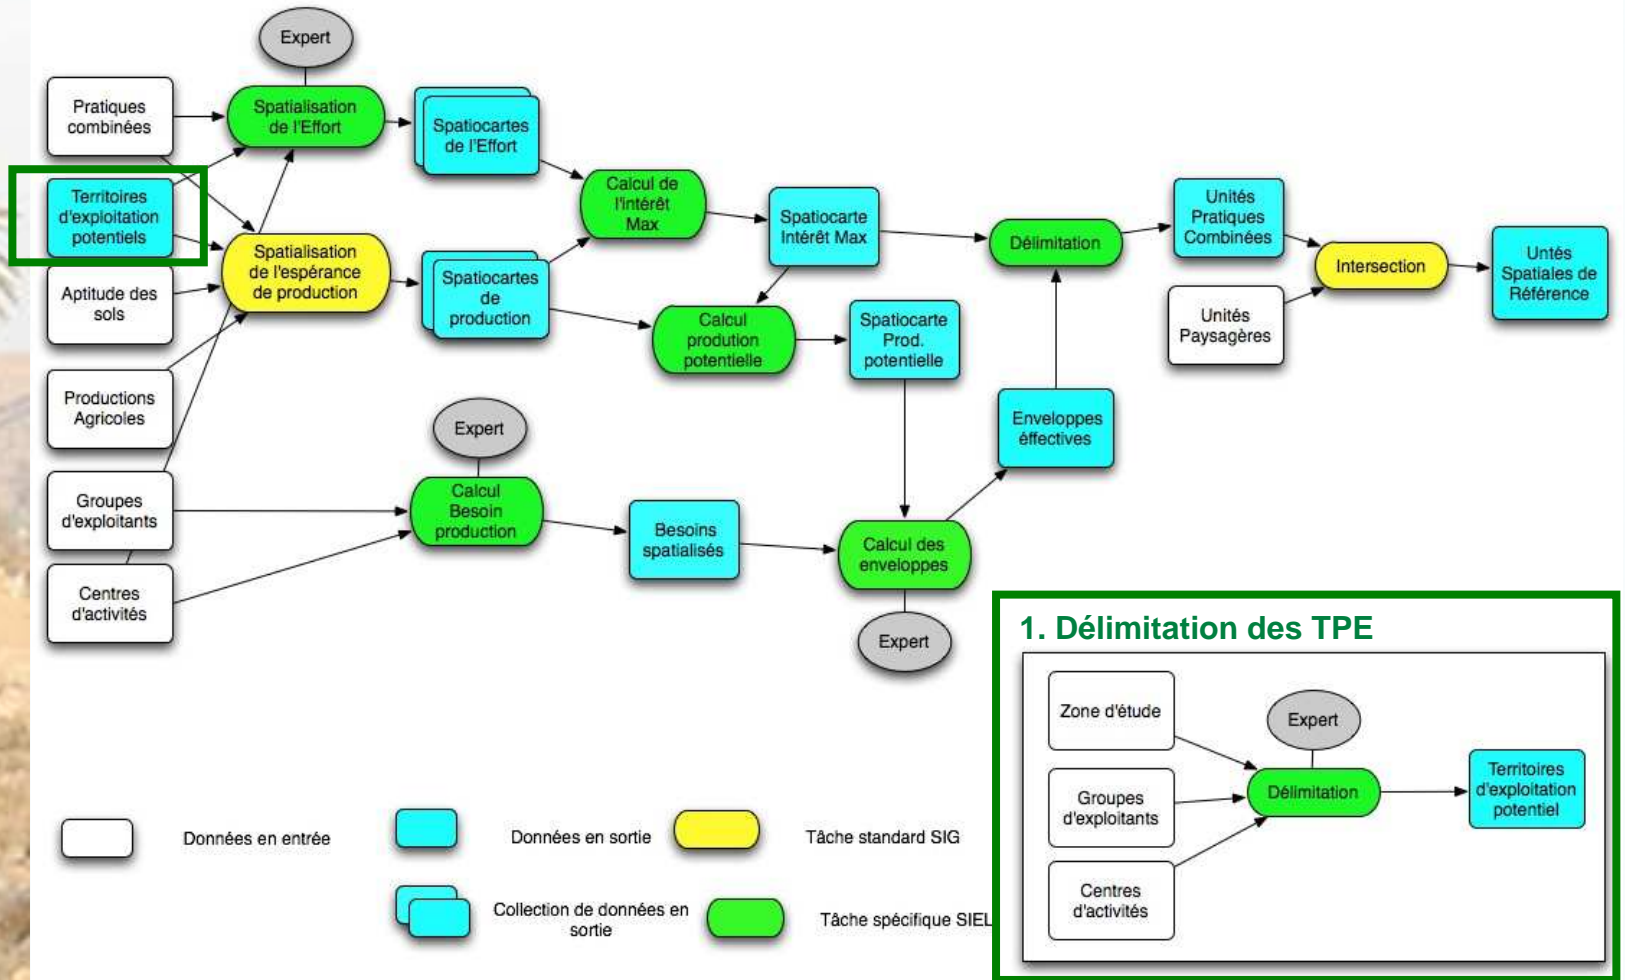 Expert
Pratiques
combinées
Spatialisation
de l'Effort
Spatiocartes
de l'Effort
Territoires
d'exploitation
potentiels
Calcul de
l'intérêt
Max
Spatiocarte
Intérêt Max
Délimitation
Unités
Pratiques
Combinées
Intersection
Untés
Spatiales de
Référence
Spatialisation
de l'espérance
de production
Spatiocartes
de
production
Aptitude des
sols
Calcul
prodution
potentielle
Spatiocarte
Prod.
potentielle
Unités
Paysagères
Productions
Agricoles
Expert
Enveloppes
éffectives
Groupes
d'exploitants
Calcul
Besoin
production
Besoins
spatialisés
Calcul des
enveloppes
Centres
d'activités
Expert
1. Délimitation des TPE
Zone d'étude
Expert
Groupes
d'exploitants
Délimitation
Territoires
d'exploitation
potentiel
Centres
d'activités
Données en entrée
Données en sortie
Tâche standard SIG
Collection de données en
sortie
Tâche spécifique SIEL